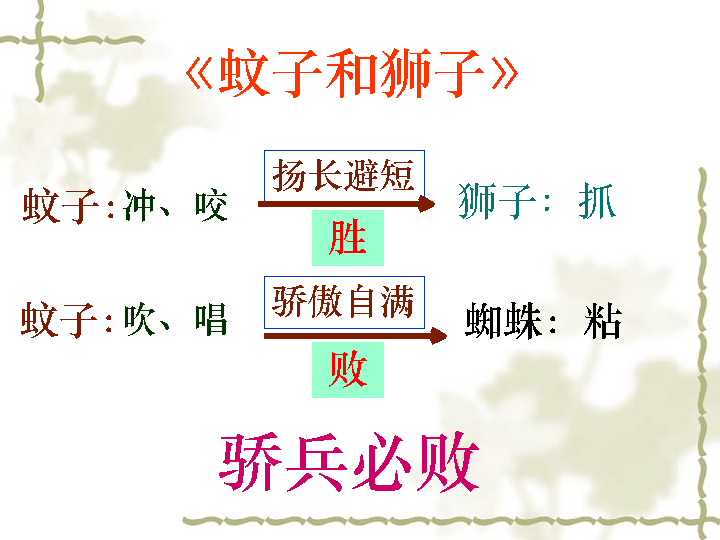 《蚊子和狮子》
扬长避短
蚊子:冲、咬
狮子:抓
胜
骄傲自满
蚊子:吹、唱
蜘蛛:粘
败
骄兵必败